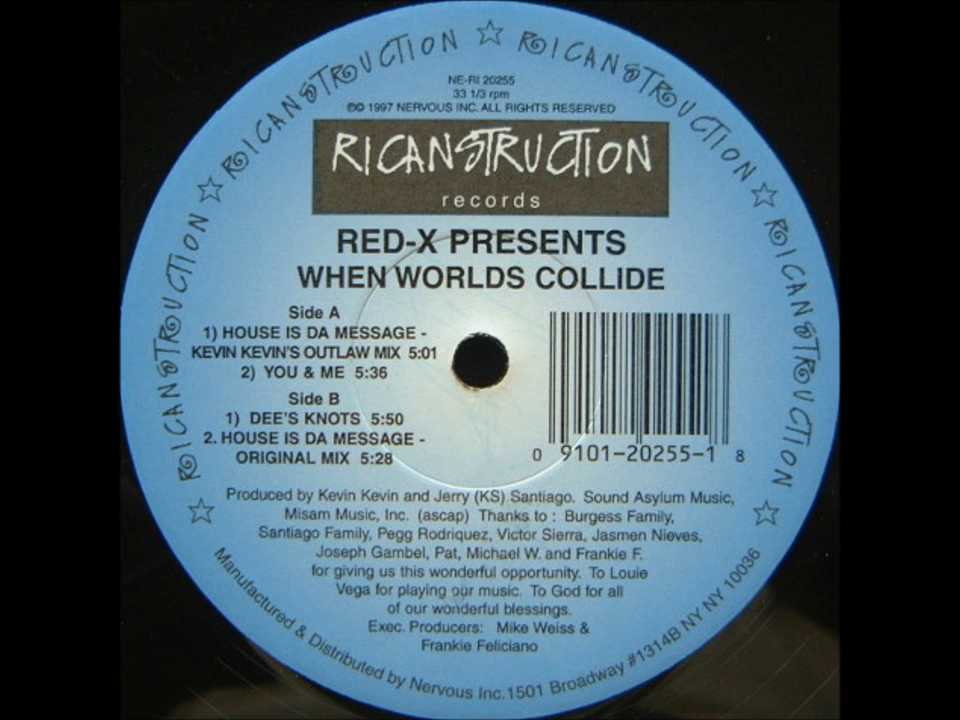 RICANSTRUCTION ☆ RICANSTRUCTION ☆ RICANSTRUCTION ☆ RICANSTRUCTION ☆
NE-RI 20255
33 1/3 rpm
℗© 1997 NERVOUS INC. ALL RIGHTS RESERVED
RICANSTRUCTION
records
RED-X PRESENTS
WHEN WORLDS COLLIDE
Side A
1) HOUSE IS DA MESSAGE -
KEVIN KEVIN'S OUTLAW MIX 5:01
2) YOU & ME 5:36
Side B
1) DEE'S KNOTS 5:50
2. HOUSE IS DA MESSAGE -
ORIGINAL MIX 5:28
0 9101-20255-1 8
Produced by Kevin Kevin and Jerry (KS) Santiago. Sound Asylum Music,
Misam Music, Inc. (ascap) Thanks to : Burgess Family,
Santiago Family, Pegg Rodriquez, Victor Sierra, Jasmen Nieves,
Joseph Gambel, Pat, Michael W. and Frankie F.
for giving us this wonderful opportunity. To Louie
Vega for playing our music. To God for all
of our wonderful blessings.
Exec. Producers: Mike Weiss &
Frankie Feliciano
Manufactured & Distributed by Nervous Inc. 1501 Broadway #1314B NY NY 10036